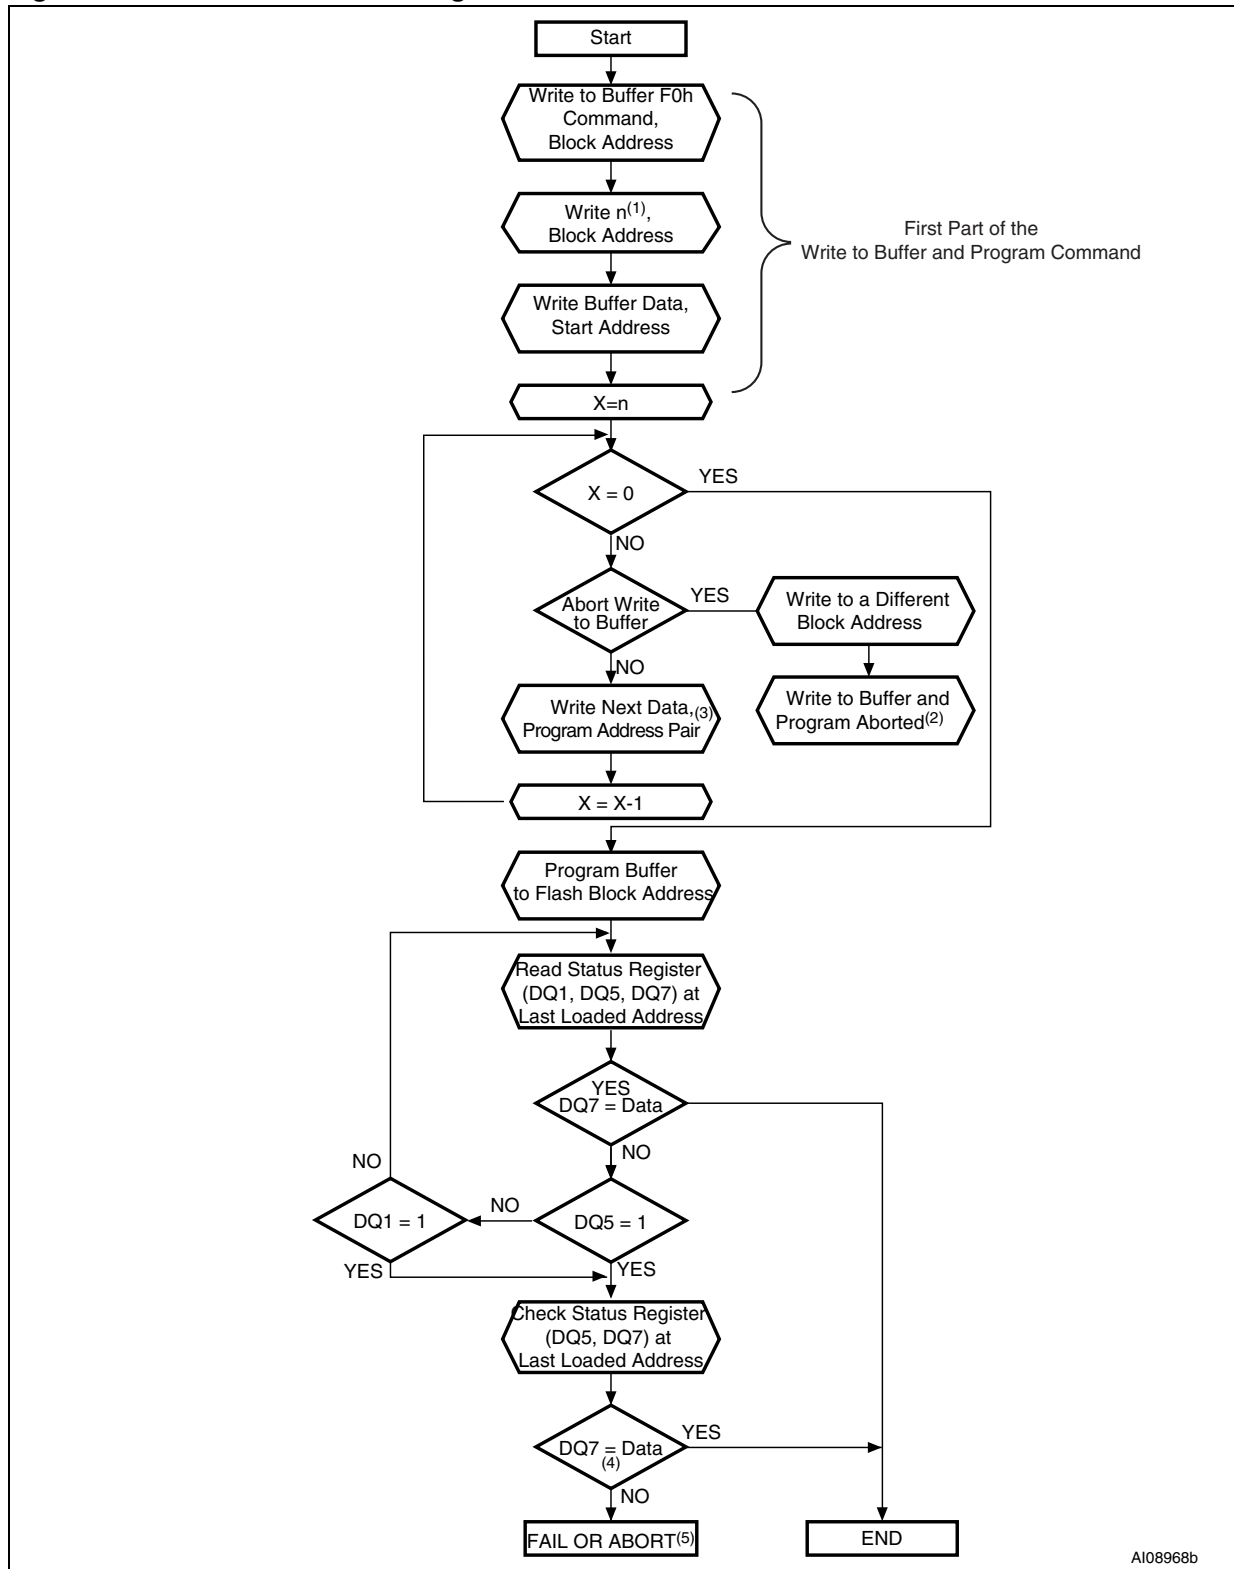 Start
Write to Buffer F0h
Command,
Block Address
Write n(1),
Block Address
First Part of the
Write to Buffer and Program Command
Write Buffer Data,
Start Address
X=n
X = 0
YES
NO
Abort Write
to Buffer
YES
Write to a Different
Block Address
NO
Write Next Data,(3)
Program Address Pair
Write to Buffer and
Program Aborted(2)
X = X-1
Program Buffer
to Flash Block Address
Read Status Register
(DQ1, DQ5, DQ7) at
Last Loaded Address
YES
DQ7 = Data
NO
NO
DQ1 = 1
NO
DQ5 = 1
YES
YES
Check Status Register
(DQ5, DQ7) at
Last Loaded Address
DQ7 = Data
(4)
YES
NO
FAIL OR ABORT(5)
END
AI08968b